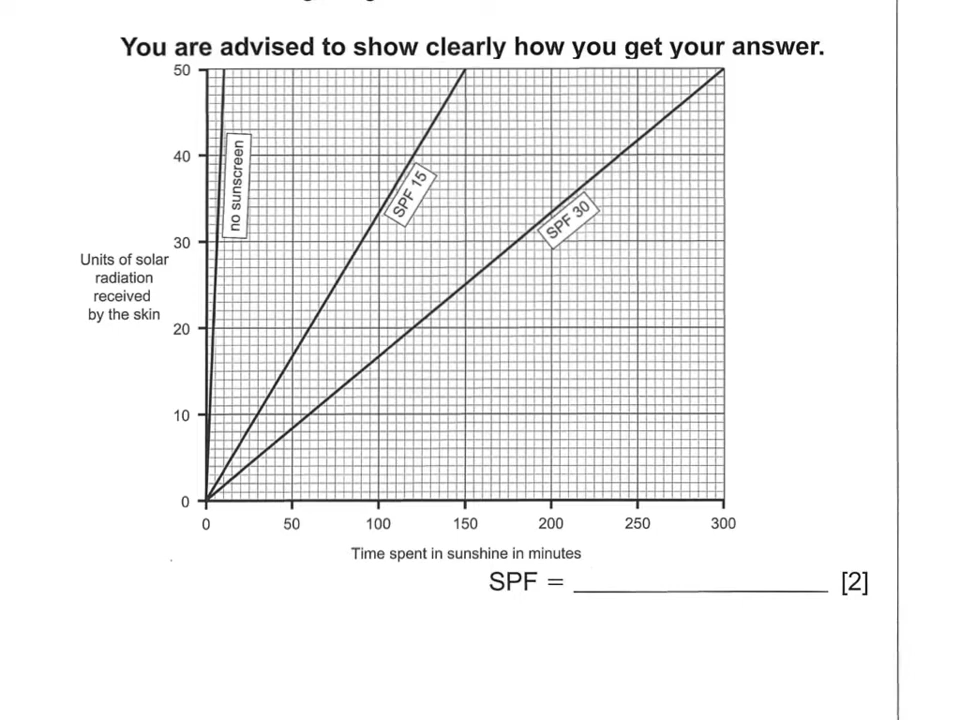 You are advised to show clearly how you get your answer.
50
40
30
20
10
0
Units of solar
radiation
received
by the skin
no sunscreen
SPF 15
SPF 30
0 50 100 150 200 250 300
Time spent in sunshine in minutes
SPF = [2]